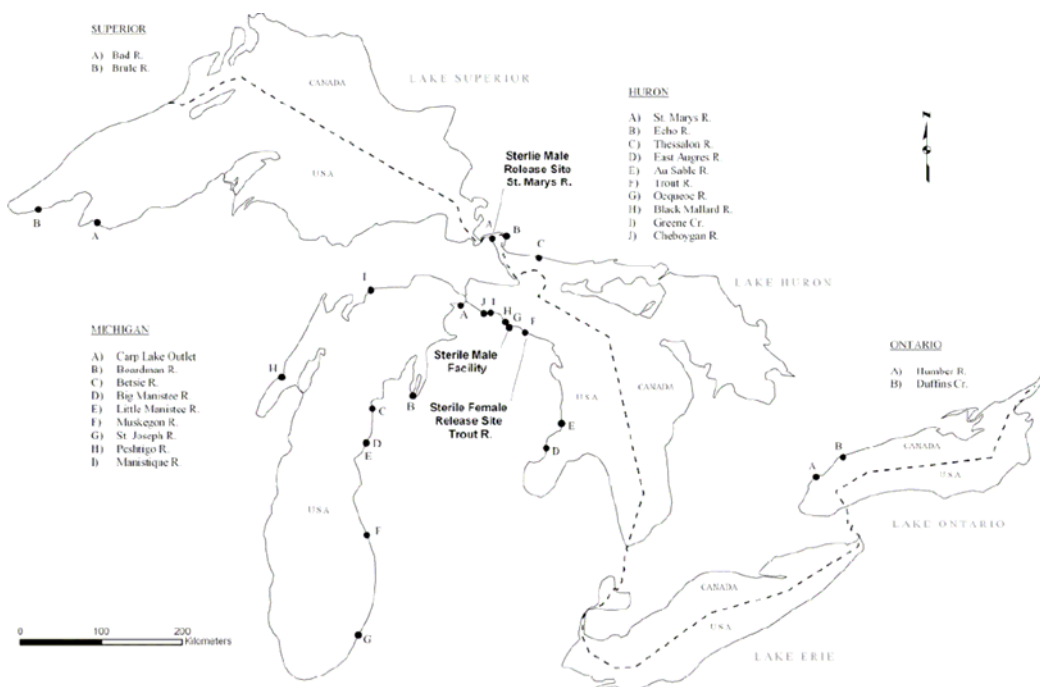 SUPERIOR
A) Bad R.
B) Brule R.
LAKE SUPERIOR
CANADA
USA
HURON
A) St. Marys R.
B) Echo R.
C) Thessalon R.
D) East Augres R.
E) Au Sable R.
F) Trout R.
G) Ocqueoc R.
H) Black Mallard R.
I) Greene Cr.
J) Cheboygan R.
N
Sterlie Male
Release Site
St. Marys R.
B
A
A
B
C
LAKE HURON
I
A
J I
H
G
F
MICHIGAN
A) Carp Lake Outlet
B) Boardman R.
C) Betsie R.
D) Big Manistee R.
E) Little Manistee R.
F) Muskegon R.
G) St. Joseph R.
H) Peshtigo R.
I) Manistique R.
H
Sterile Male
Facility
B
C
D
E
Sterile Female
Release Site
Trout R.
USA
CANADA
E
D
ONTARIO
A) Humber R.
B) Duffins Cr.
B
A
CANADA
USA
LAKE ONTARIO
USA
F
G
CANADA
USA
LAKE ERIE
0 100 200
Kilometers